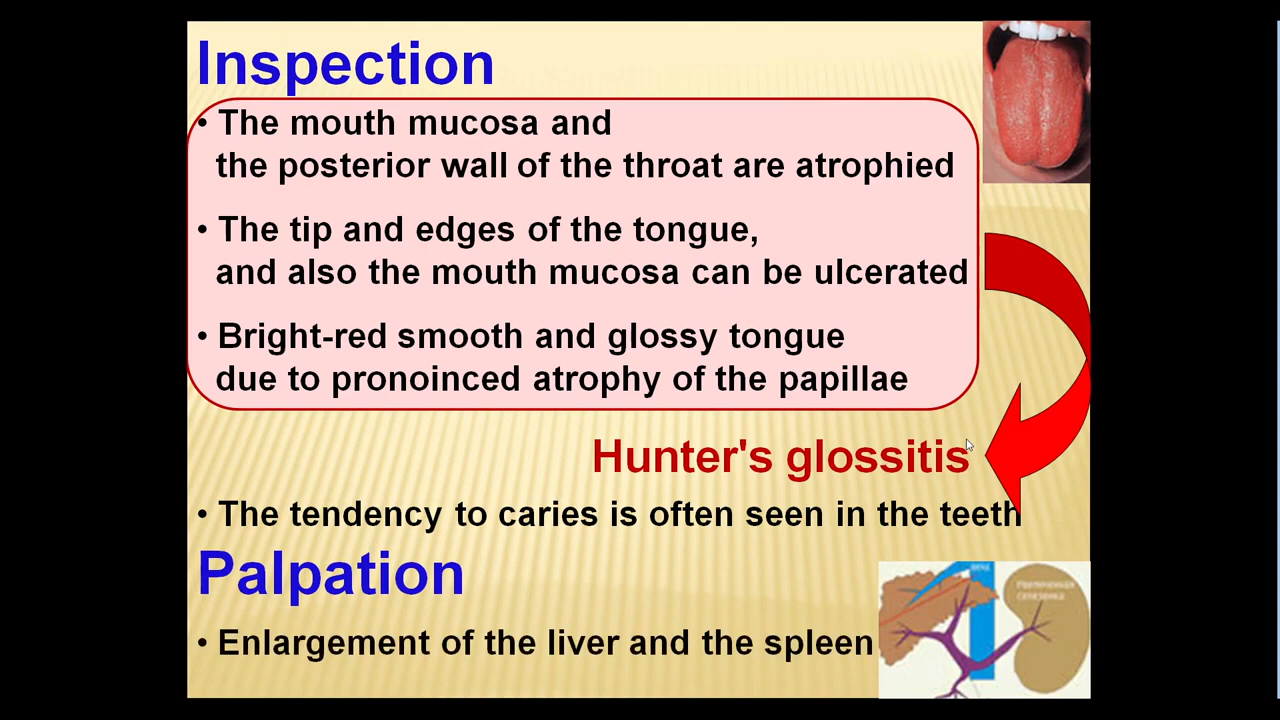 Inspection
• The mouth mucosa and
the posterior wall of the throat are atrophied
• The tip and edges of the tongue,
and also the mouth mucosa can be ulcerated
• Bright-red smooth and glossy tongue
due to pronoinced atrophy of the papillae
Hunter's glossitis
• The tendency to caries is often seen in the teeth
Palpation
• Enlargement of the liver and the spleen